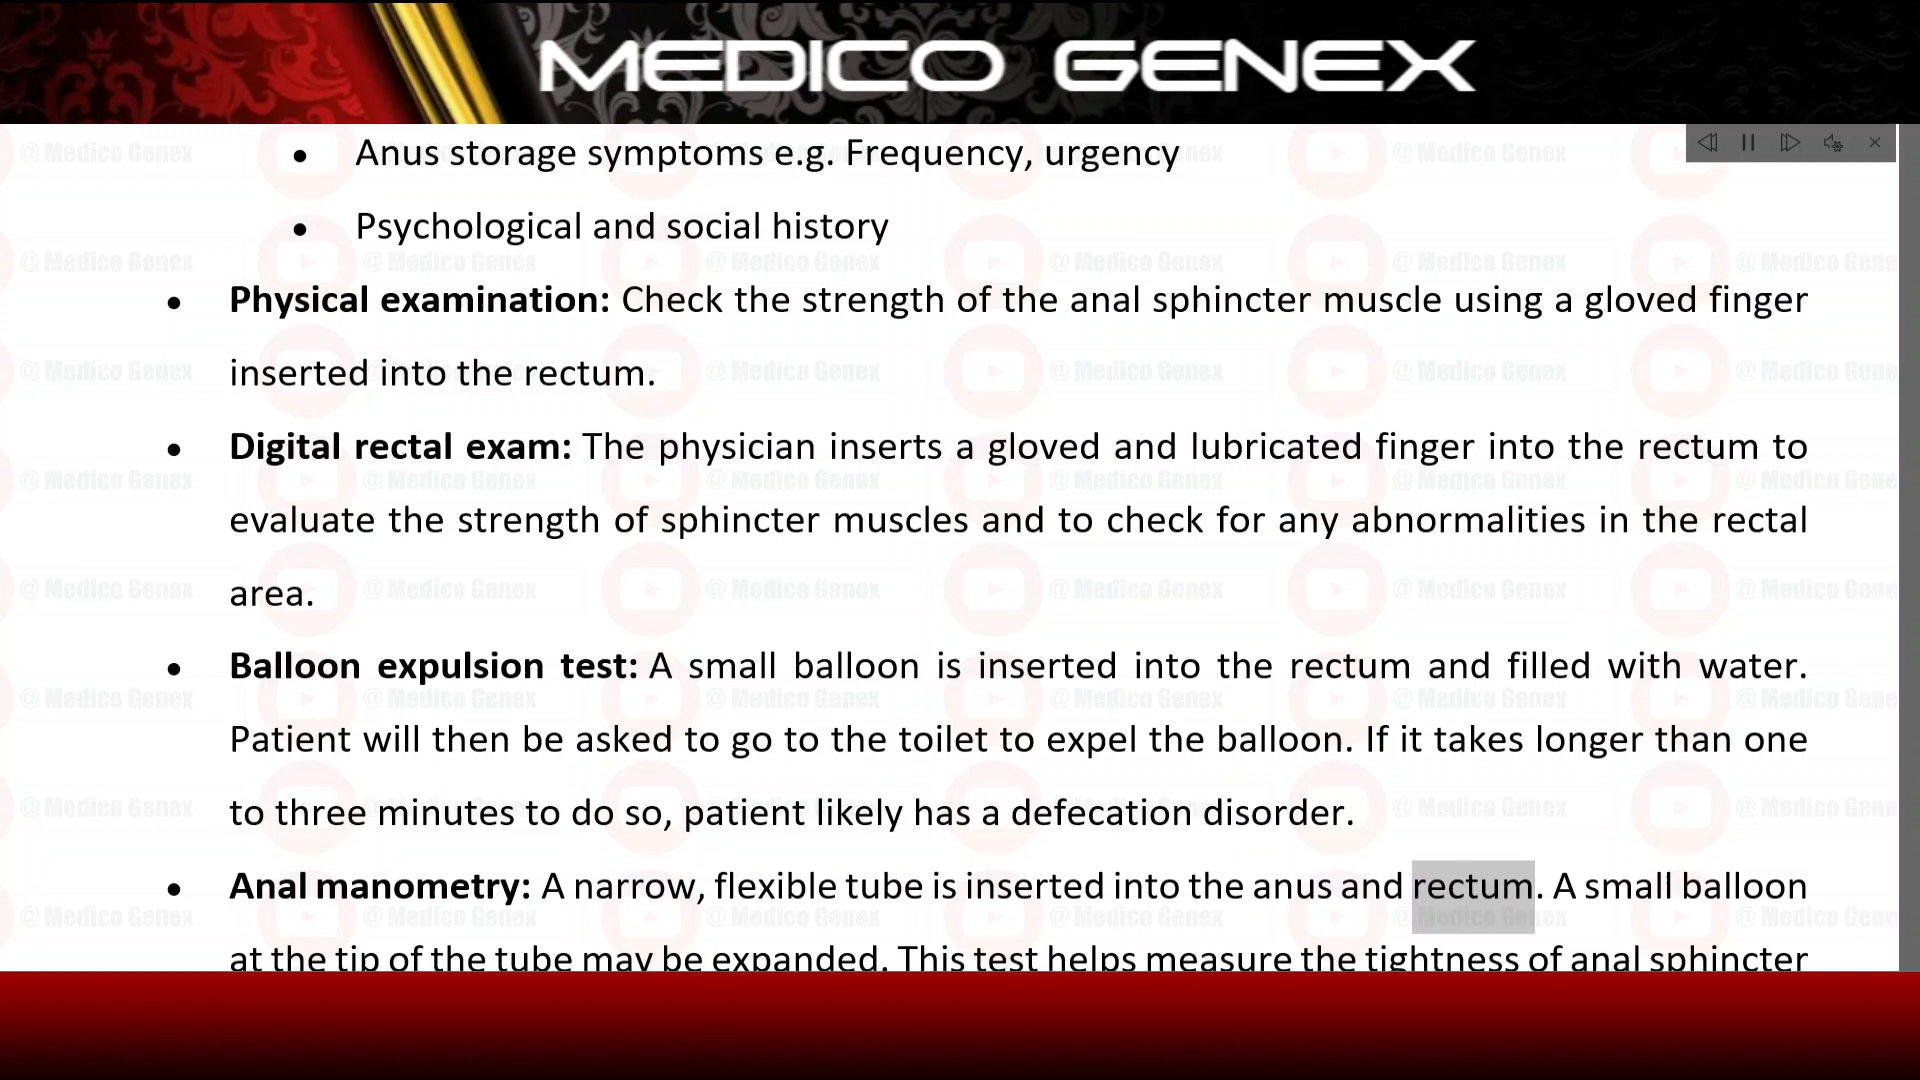 MEDICO GENEX
• Anus storage symptoms e.g. Frequency, urgency
• Psychological and social history
• Physical examination: Check the strength of the anal sphincter muscle using a gloved finger
inserted into the rectum.
• Digital rectal exam: The physician inserts a gloved and lubricated finger into the rectum to
evaluate the strength of sphincter muscles and to check for any abnormalities in the rectal
area.
• Balloon expulsion test: A small balloon is inserted into the rectum and filled with water.
Patient will then be asked to go to the toilet to expel the balloon. If it takes longer than one
to three minutes to do so, patient likely has a defecation disorder.
• Anal manometry: A narrow, flexible tube is inserted into the anus and rectum. A small balloon
at the tip of the tube may be expanded. This test helps measure the tightness of anal sphincter
@ Medico Genex